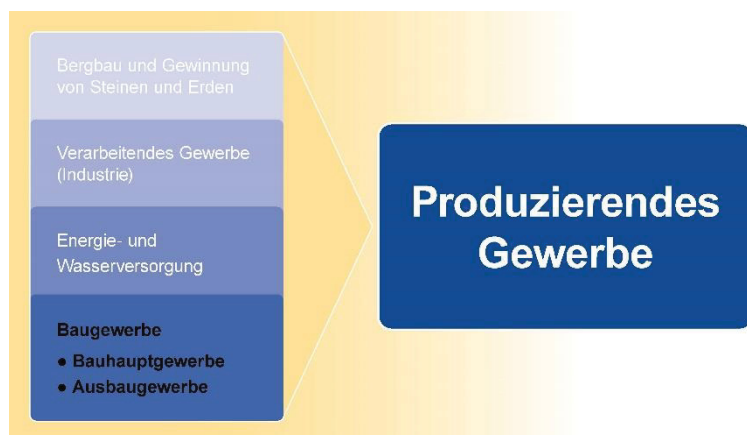 Bergbau und Gewinnung
von Steinen und Erden
Verarbeitendes Gewerbe
(Industrie)
Energie- und
Wasserversorgung
Baugewerbe
● Bauhauptgewerbe
● Ausbaugewerbe
Produzierendes
Gewerbe